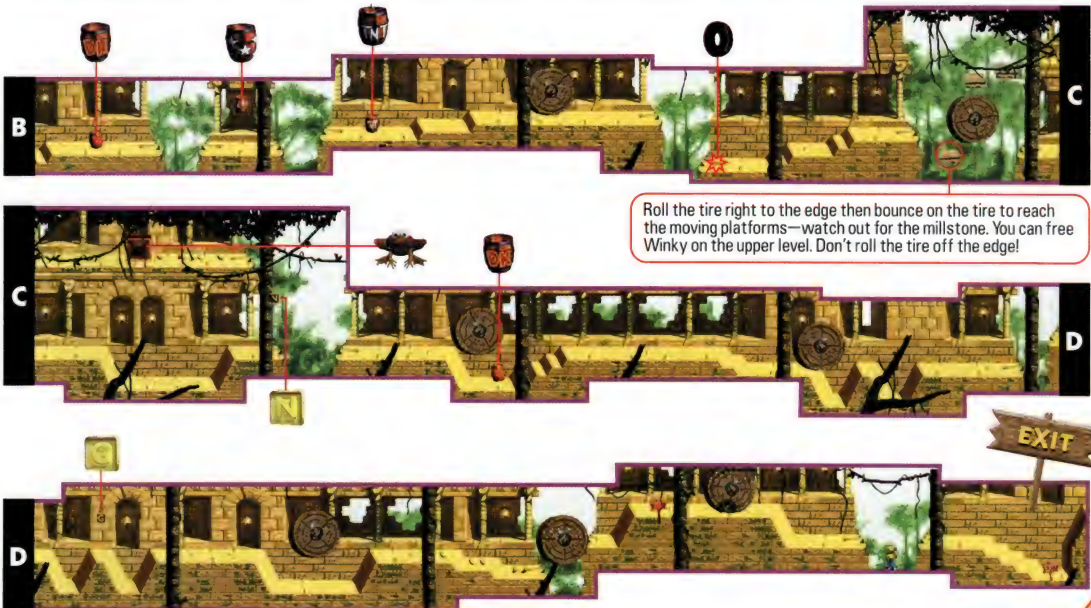 DK
TNT
B
C
Roll the tire right to the edge then bounce on the tire to reach
the moving platforms—watch out for the millstone. You can free
Winky on the upper level. Don't roll the tire off the edge!
C
DK
D
N
G
EXIT
D